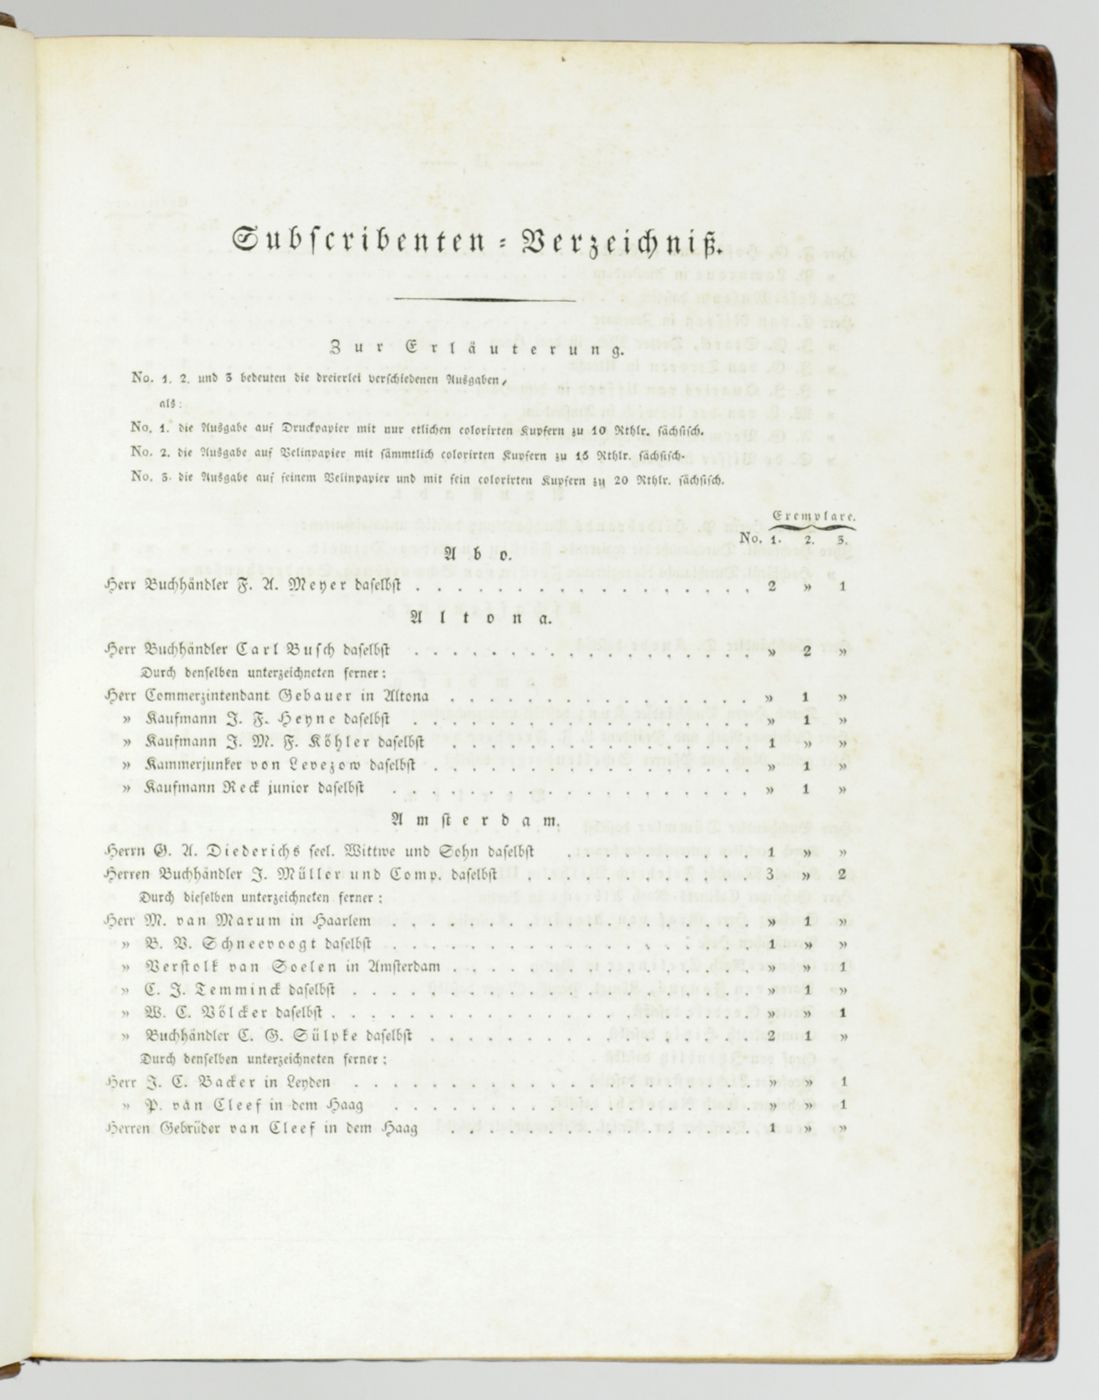 Subscribenten-Verzeichniß.
Zur Erläuterung.
No. 1. 2. und 3 bedeuten die dreierlei verschiedenen Ausgaben,
als:
No. 1. die Ausgabe auf Druckpapier mit nur etlichen colorirten Kupfern zu 10 Rthlr. sächsisch.
No. 2. die Ausgabe auf Velinpapier mit sämmtlich colorirten Kupfern zu 15 Rthlr. sächsisch.
No. 3. die Ausgabe auf feinem Velinpapier und mit fein colorirten Kupfern zu 20 Rthlr. sächsisch.
Exemplare.
No. 1. 2. 3.
Abo.
Herr Buchhändler F. A. Meyer daselbst . . . . . . . . . . . . . . . . . . 2 » 1
Altona.
Herr Buchhändler Carl Busch daselbst . . . . . . . . . . . . . . . . . . » 2 »
Durch denselben unterzeichneten ferner:
Herr Commerzintendant Gebauer in Altona . . . . . . . . . . . . . . . . » 1 »
» Kaufmann J. F. Heyne daselbst . . . . . . . . . . . . . . . . . . » 1 »
» Kaufmann J. M. F. Köhler daselbst . . . . . . . . . . . . . . . . 1 » »
» Kammerjunker von Levezow daselbst . . . . . . . . . . . . . . . . . » 1 »
» Kaufmann Reck junior daselbst . . . . . . . . . . . . . . . . . . . » 1 »
Amsterdam.
Herrn G. A. Diederichs seel. Wittwe und Sohn daselbst . . . . . . . . . . 1 » »
Herren Buchhändler J. Müller und Comp. daselbst . . . . . . . . . . . . 3 » 2
Durch dieselben unterzeichneten ferner:
Herr M. van Marum in Haarlem . . . . . . . . . . . . . . . . . . . » 1 »
» B. V. Schneevoogt daselbst . . . . . . . . . . . . . . . . . . . 1 » »
» Verstolk van Soelen in Amsterdam . . . . . . . . . . . . . . . . » » 1
» C. J. Temminck daselbst . . . . . . . . . . . . . . . . . . . . . » 1 »
» W. C. Völcker daselbst . . . . . . . . . . . . . . . . . . . . . . » » 1
» Buchhändler C. G. Sülpke daselbst . . . . . . . . . . . . . . . . . 2 1 »
Durch denselben unterzeichneten ferner:
Herr J. C. Backer in Leyden . . . . . . . . . . . . . . . . . . . . . » » 1
» P. van Cleef in dem Haag . . . . . . . . . . . . . . . . . . . » » 1
Herren Gebrüder van Cleef in dem Haag . . . . . . . . . . . . . . . . 1 » »